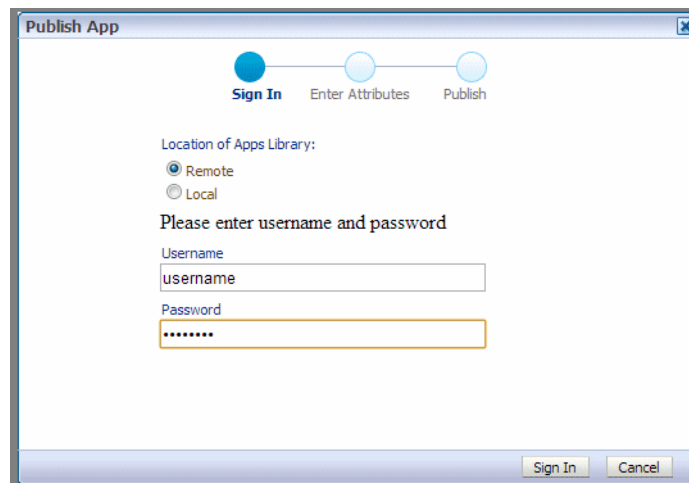 Publish App
Sign In Enter Attributes Publish
Location of Apps Library:
Remote
Local
Please enter username and password
Username
username
Password
••••••••
Sign In Cancel